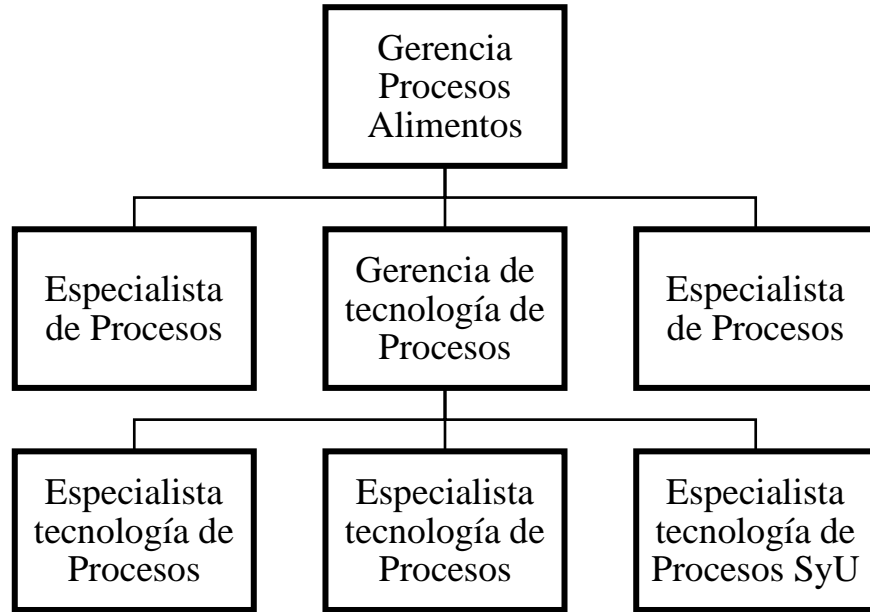 Gerencia
Procesos
Alimentos
Especialista
de Procesos
Gerencia de
tecnología de
Procesos
Especialista
de Procesos
Especialista
tecnología de
Procesos
Especialista
tecnología de
Procesos
Especialista
tecnología de
Procesos SyU